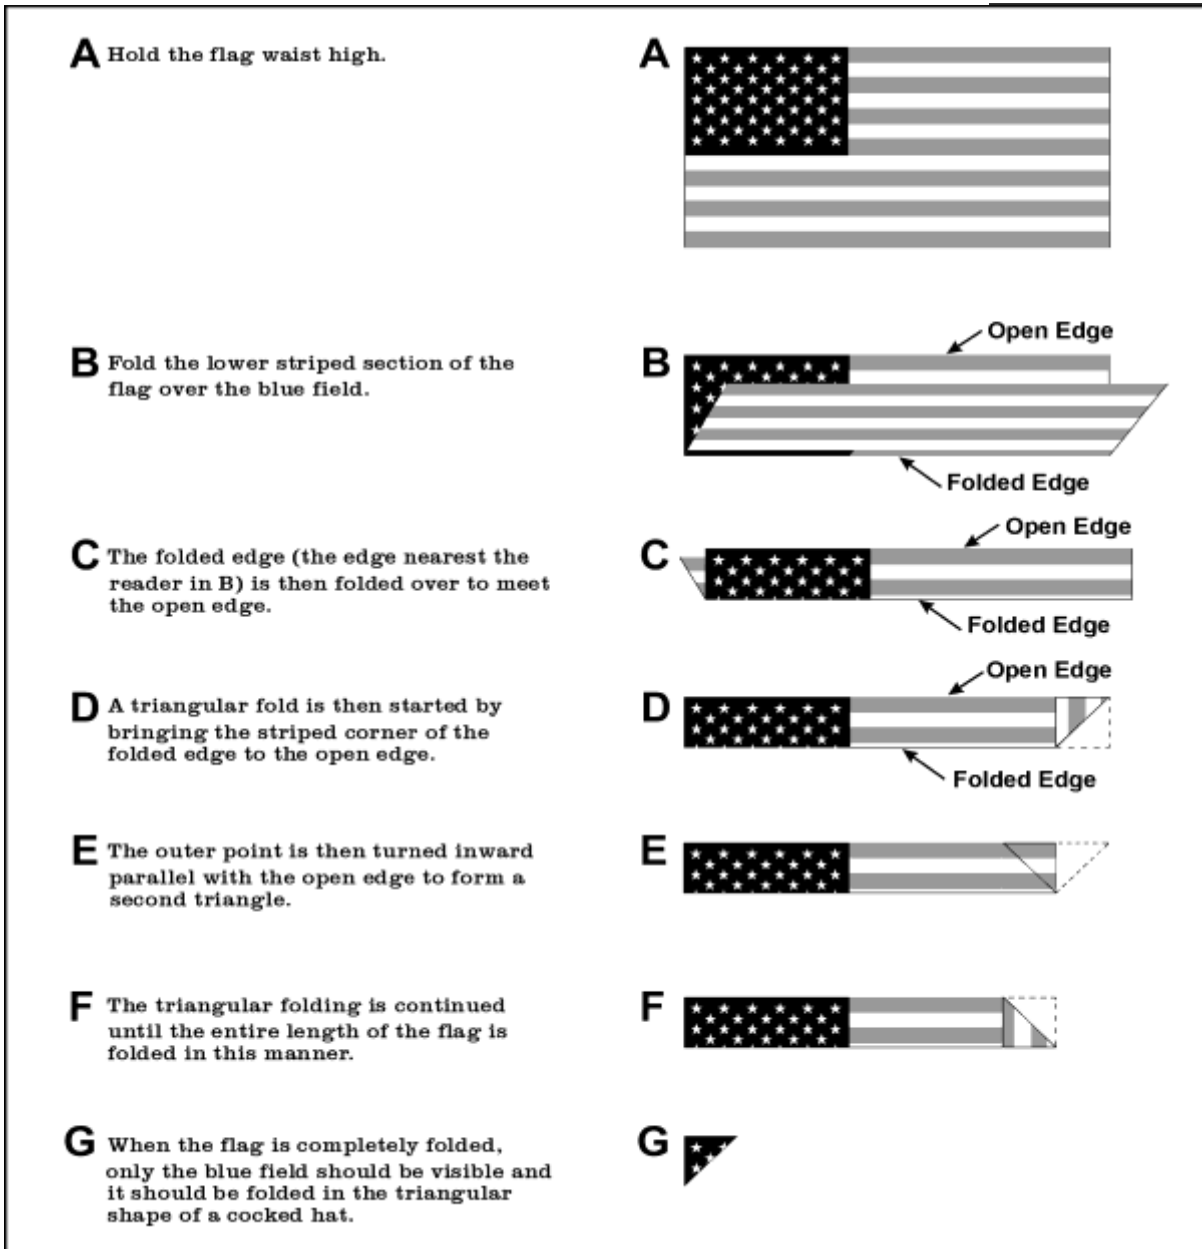 A Hold the flag waist high.
A
B Fold the lower striped section of the
flag over the blue field.
B
Open Edge
Folded Edge
C The folded edge (the edge nearest the
reader in B) is then folded over to meet
the open edge.
C
Open Edge
Folded Edge
D A triangular fold is then started by
bringing the striped corner of the
folded edge to the open edge.
D
Open Edge
Folded Edge
E The outer point is then turned inward
parallel with the open edge to form a
second triangle.
E
F The triangular folding is continued
until the entire length of the flag is
folded in this manner.
F
G When the flag is completely folded,
only the blue field should be visible and
it should be folded in the triangular
shape of a cocked hat.
G